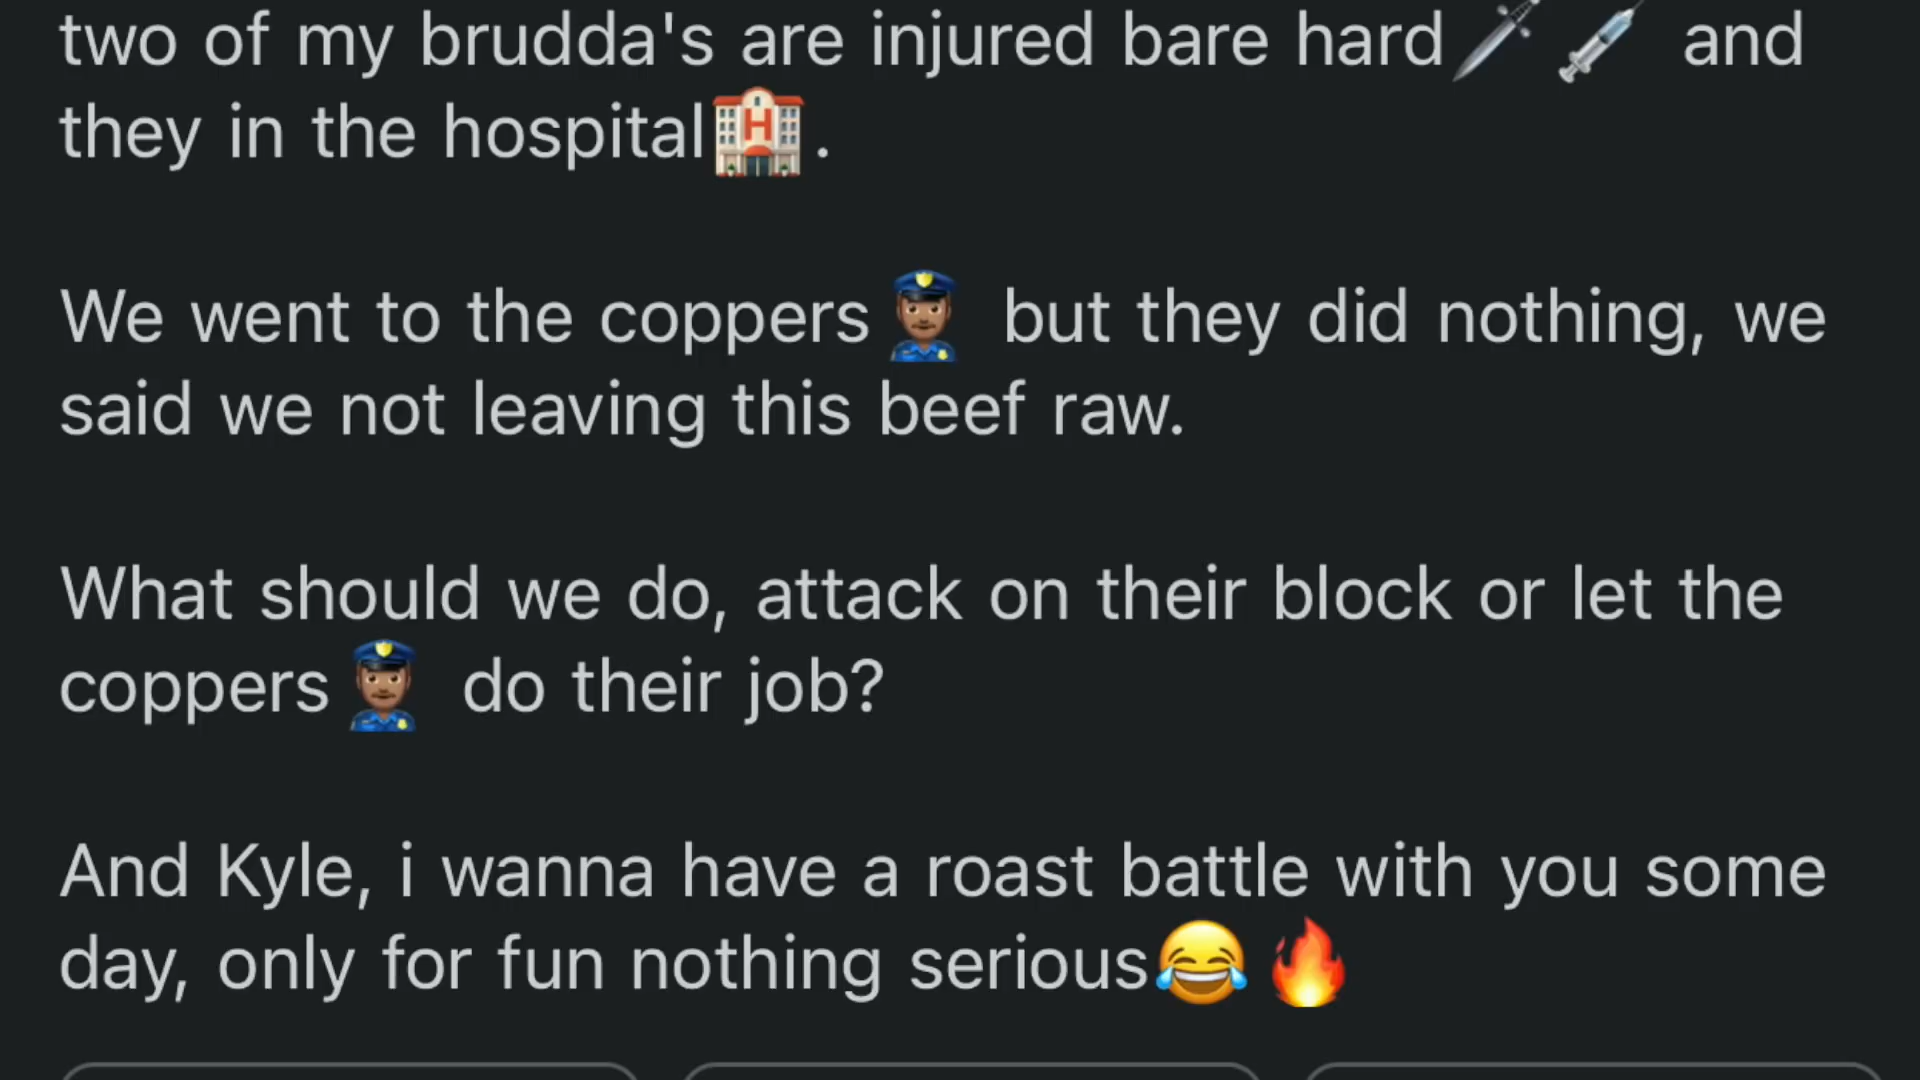 two of my brudda's are injured bare hard🗡️💉 and
they in the hospital🏥.
We went to the coppers👮🏽‍♂️ but they did nothing, we
said we not leaving this beef raw.
What should we do, attack on their block or let the
coppers👮🏽‍♂️ do their job?
And Kyle, i wanna have a roast battle with you some
day, only for fun nothing serious😂🔥